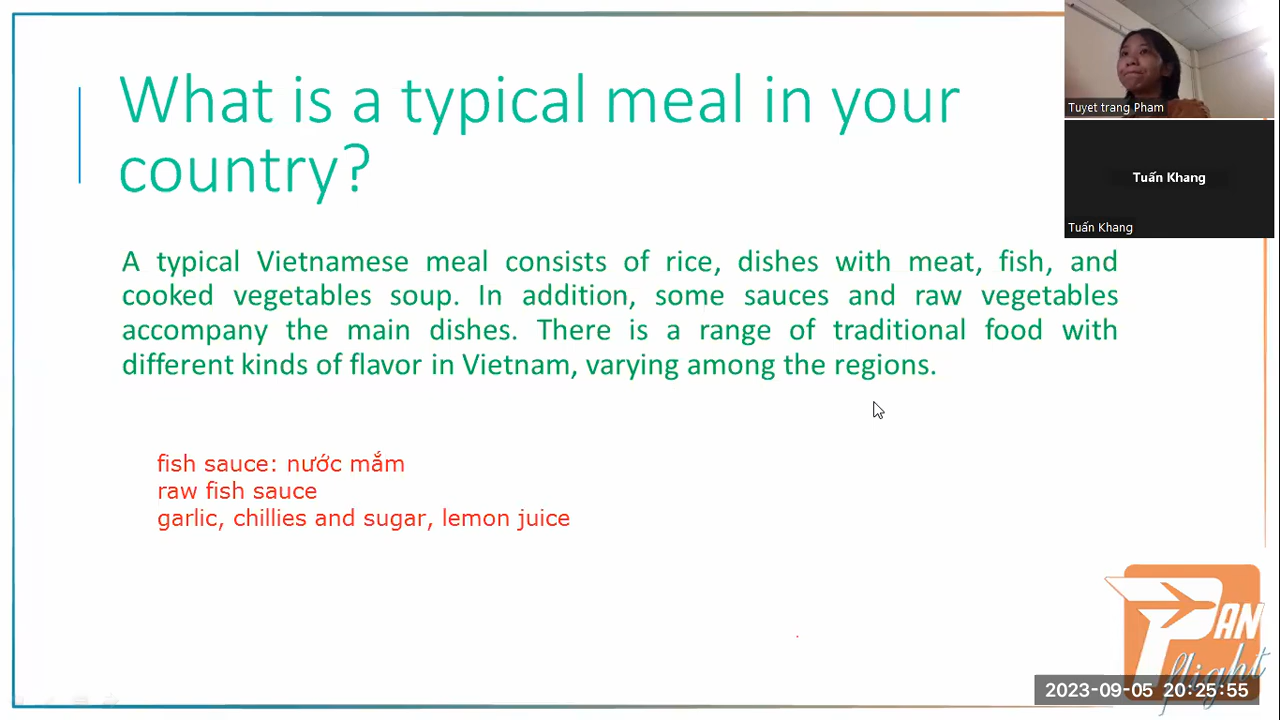 What is a typical meal in your
country?
A typical Vietnamese meal consists of rice, dishes with meat, fish, and
cooked vegetables soup. In addition, some sauces and raw vegetables
accompany the main dishes. There is a range of traditional food with
different kinds of flavor in Vietnam, varying among the regions.
fish sauce: nước mắm
raw fish sauce
garlic, chillies and sugar, lemon juice
Tuyet trang Pham
Tuấn Khang
Tuấn Khang
PAN
flight
2023-09-05 20:25:55